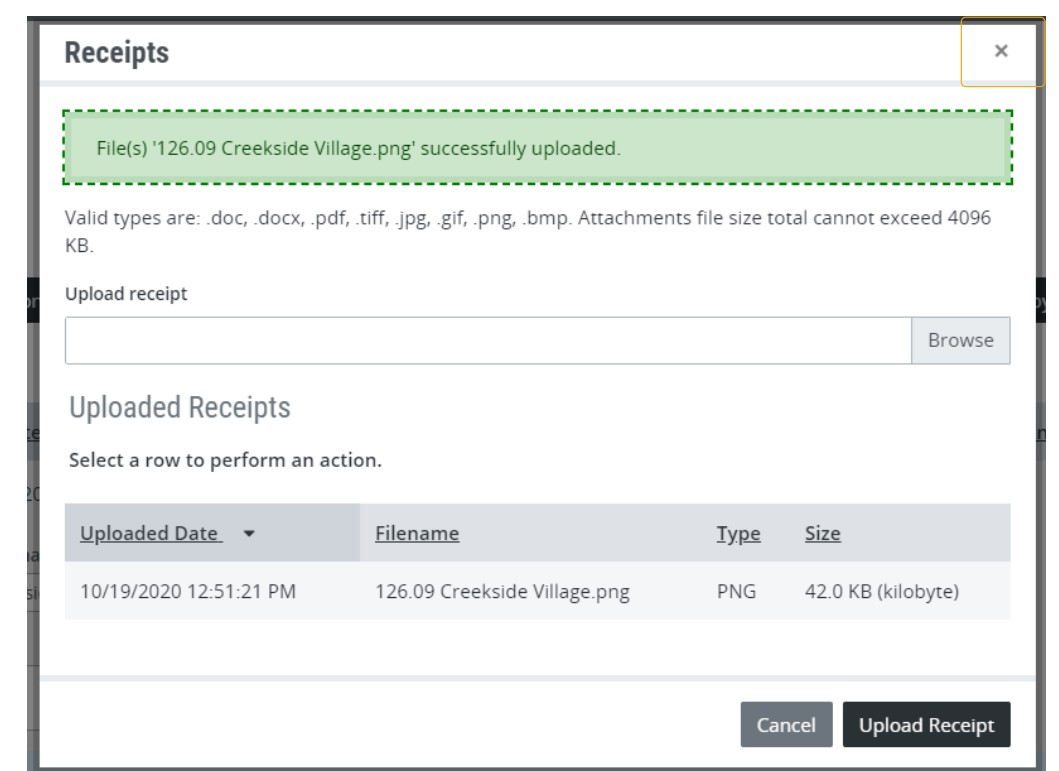 Receipts
×
File(s) '126.09 Creekside Village.png' successfully uploaded.
Valid types are: .doc, .docx, .pdf, .tiff, .jpg, .gif, .png, .bmp. Attachments file size total cannot exceed 4096
KB.
Upload receipt
Browse
Uploaded Receipts
Select a row to perform an action.
Uploaded Date Filename Type Size
10/19/2020 12:51:21 PM 126.09 Creekside Village.png PNG 42.0 KB (kilobyte)
Cancel Upload Receipt